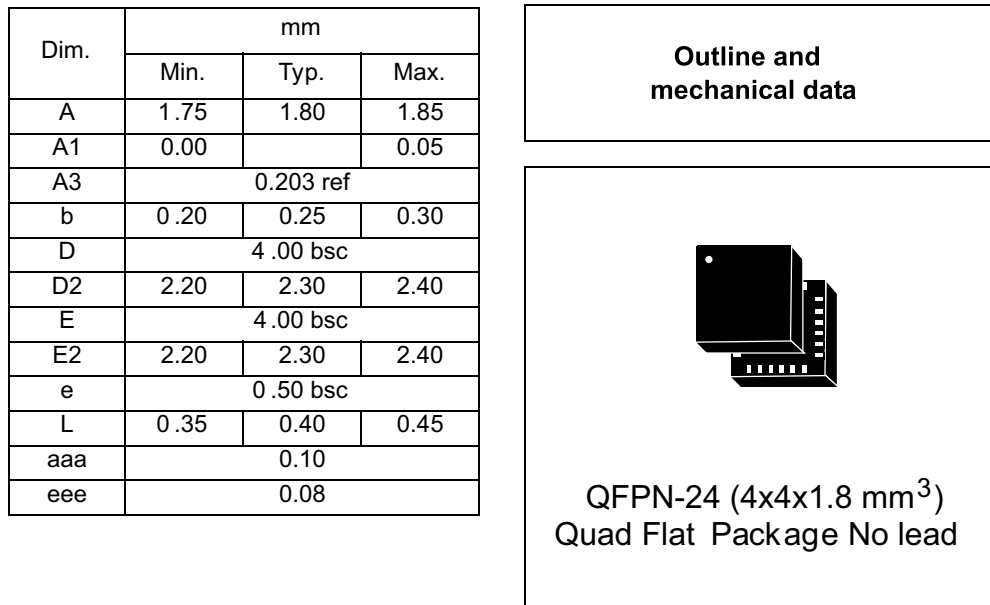 Dim. mm
Min. Typ. Max.
A 1.75 1.80 1.85
A1 0.00 0.05
A3 0.203 ref
b 0.20 0.25 0.30
D 4.00 bsc
D2 2.20 2.30 2.40
E 4.00 bsc
E2 2.20 2.30 2.40
e 0.50 bsc
L 0.35 0.40 0.45
aaa 0.10
eee 0.08
Outline and
mechanical data
QFPN-24 (4x4x1.8 mm³)
Quad Flat Package No lead